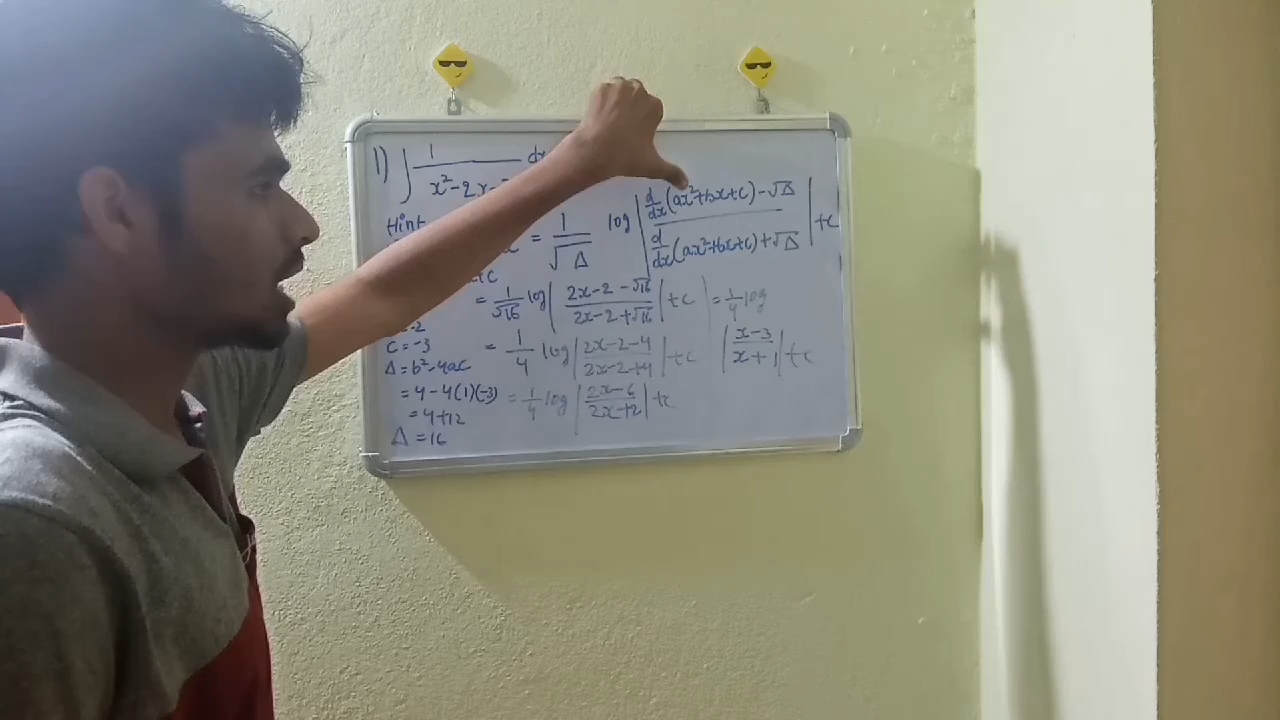 1) ∫ 1/(x²-2x- dx
Hint
= 1/√Δ log | (d/dx(ax²+bx+c)-√Δ)/(d/dx(ax²+bx+c)+√Δ) | +c
= 1/√16 log | (2x-2-√16)/(2x-2+√16) | +c
= 1/4 log | (2x-2-4)/(2x-2+4) | +c
= 1/4 log | (2x-6)/(2x+2) | +c
= 1/4 log
| (x-3)/(x+1) | +c
=-2
c=-3
Δ=b²-4ac
=4-4(1)(-3)
=4+12
Δ=16